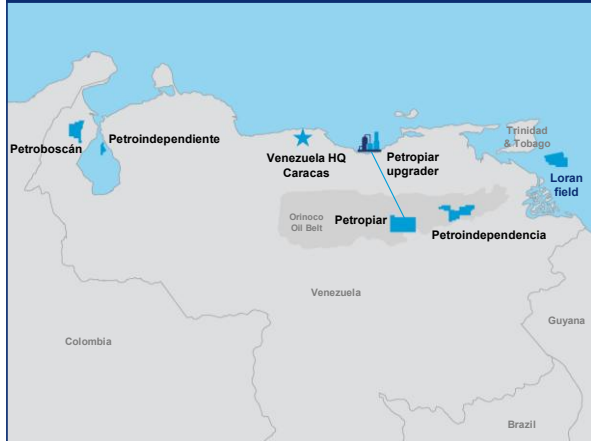 Petroboscán
Petroindependiente
Venezuela HQ
Caracas
Petropiar
upgrader
Trinidad
& Tobago
Loran
field
Orinoco
Oil Belt
Petropiar
Petroindependencia
Venezuela
Colombia
Guyana
Brazil